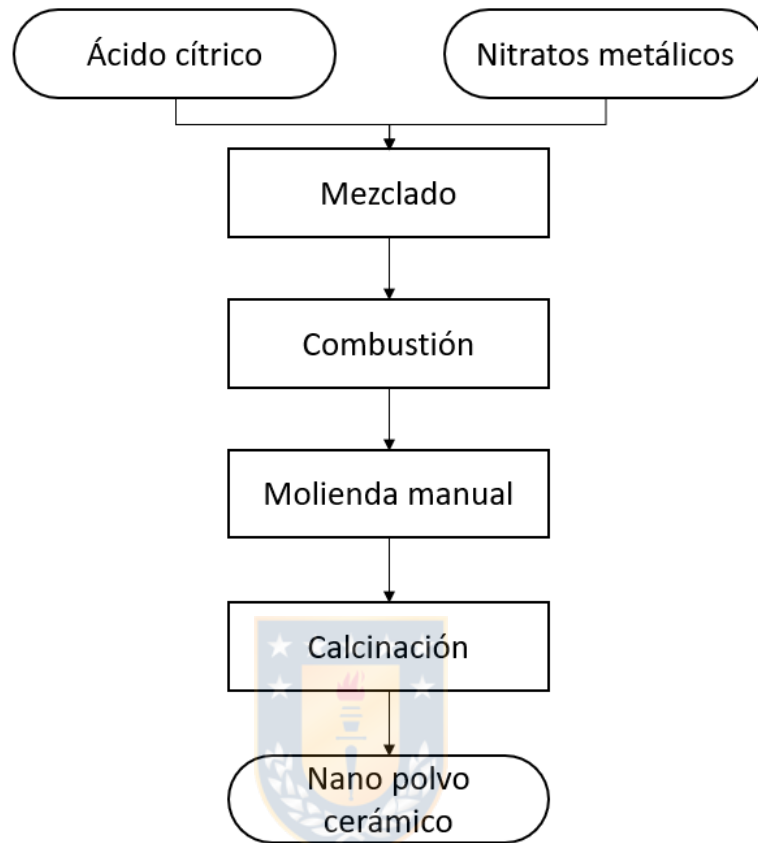 Ácido cítrico
Nitratos metálicos
Mezclado
Combustión
Molienda manual
Calcinación
Nano polvo
cerámico